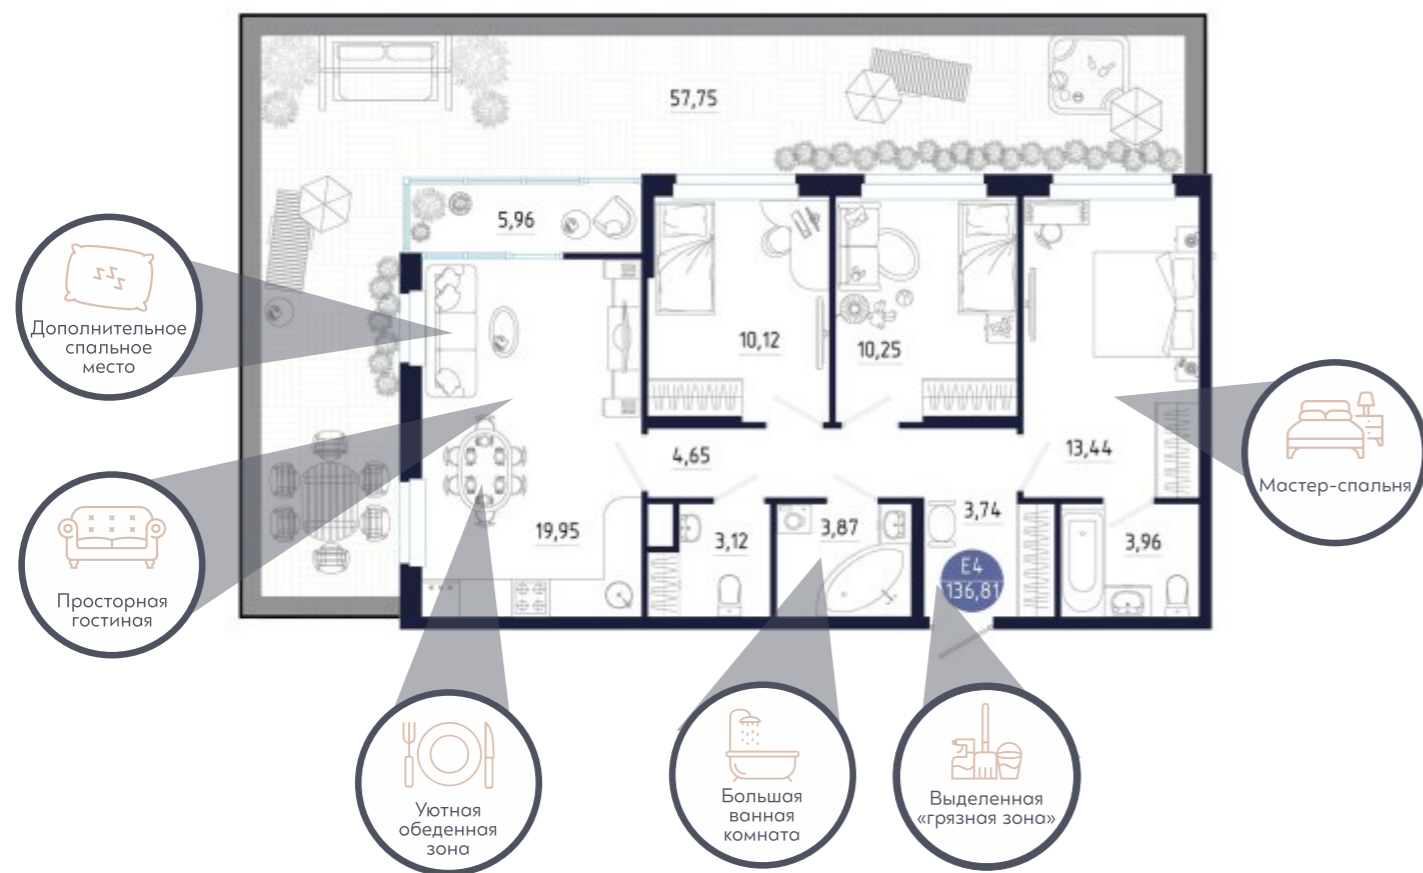 57,75
5,96
Дополнительное
спальное
место
10,12
10,25
13,44
Мастер-спальня
4,65
19,95
3,12
3,87
3,74
3,96
E4
136,81
Просторная
гостиная
Уютная
обеденная
зона
Большая
ванная
комната
Выделенная
«грязная зона»